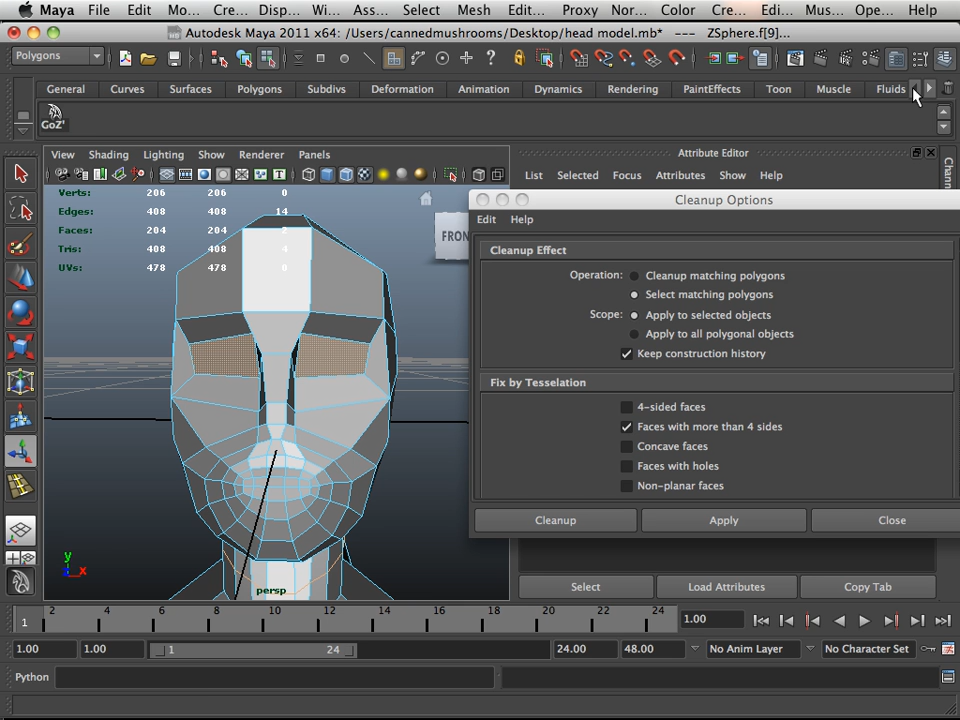 Maya File Edit Mo... Cre... Disp... Wi... Ass... Select Mesh Edit... Proxy Nor... Color Cre... Edi... Mus... Ope... Help
Autodesk Maya 2011 x64: /Users/cannedmushrooms/Desktop/head model.mb* --- ZSphere.f[9]...
Polygons
General Curves Surfaces Polygons Subdivs Deformation Animation Dynamics Rendering PaintEffects Toon Muscle Fluids
GoZ'
View Shading Lighting Show Renderer Panels
Attribute Editor
List Selected Focus Attributes Show Help
Chann
Verts: 206 206 0
Edges: 408 408 14
Faces: 204 204 2
Tris: 408 408 4
UVs: 478 478 0
FRON
Cleanup Options
Edit Help
Cleanup Effect
Operation: Cleanup matching polygons
Select matching polygons
Scope: Apply to selected objects
Apply to all polygonal objects
Keep construction history
Fix by Tesselation
4-sided faces
Faces with more than 4 sides
Concave faces
Faces with holes
Non-planar faces
Cleanup Apply Close
y
x
persp
Select Load Attributes Copy Tab
1 2 4 6 8 10 12 14 16 18 20 22 24 1.00
1.00 1.00 1 24 24.00 48.00 No Anim Layer No Character Set
Python